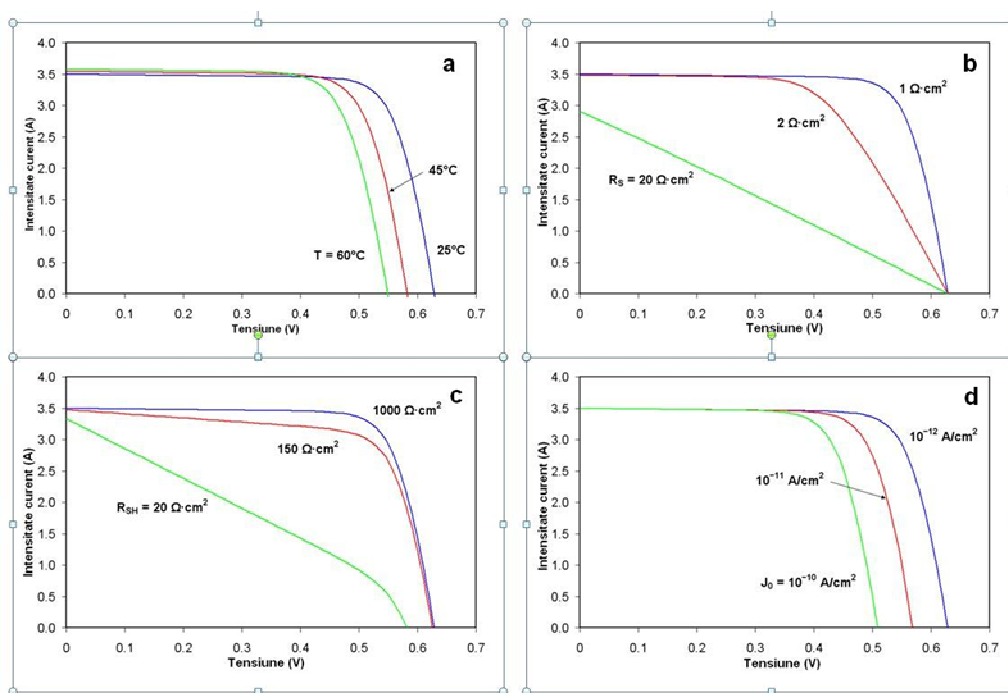 a
4.0
3.5
3.0
2.5
2.0
1.5
1.0
0.5
0.0
Intensitate curent (A)
45°C
T = 60°C
25°C
0 0.1 0.2 0.3 0.4 0.5 0.6 0.7
Tensiune (V)
b
4.0
3.5
3.0
2.5
2.0
1.5
1.0
0.5
0.0
Intensitate curent (A)
1 Ω·cm²
2 Ω·cm²
R_S = 20 Ω·cm²
0 0.1 0.2 0.3 0.4 0.5 0.6 0.7
Tensiune (V)
c
4.0
3.5
3.0
2.5
2.0
1.5
1.0
0.5
0.0
Intensitate curent (A)
1000 Ω·cm²
150 Ω·cm²
R_SH = 20 Ω·cm²
0 0.1 0.2 0.3 0.4 0.5 0.6 0.7
Tensiune (V)
d
4.0
3.5
3.0
2.5
2.0
1.5
1.0
0.5
0.0
Intensitate curent (A)
10⁻¹² A/cm²
10⁻¹¹ A/cm²
J₀ = 10⁻¹⁰ A/cm²
0 0.1 0.2 0.3 0.4 0.5 0.6 0.7
Tensiune (V)